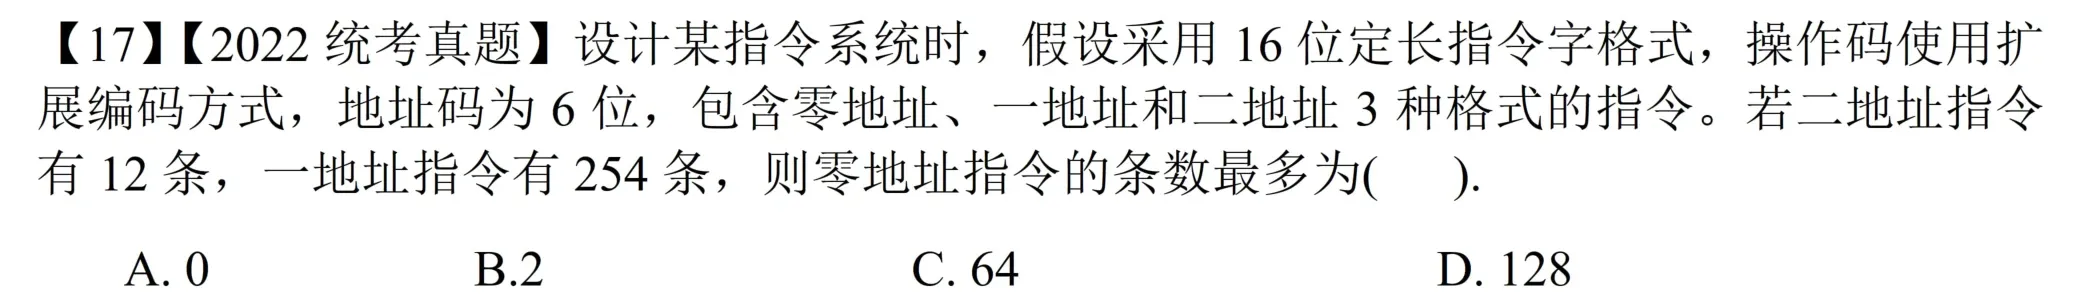 【17】【2022 统考真题】设计某指令系统时，假设采用 16 位定长指令字格式，操作码使用扩
展编码方式，地址码为 6 位，包含零地址、一地址和二地址 3 种格式的指令。若二地址指令
有 12 条，一地址指令有 254 条，则零地址指令的条数最多为(    ).
A. 0    B.2    C. 64    D. 128